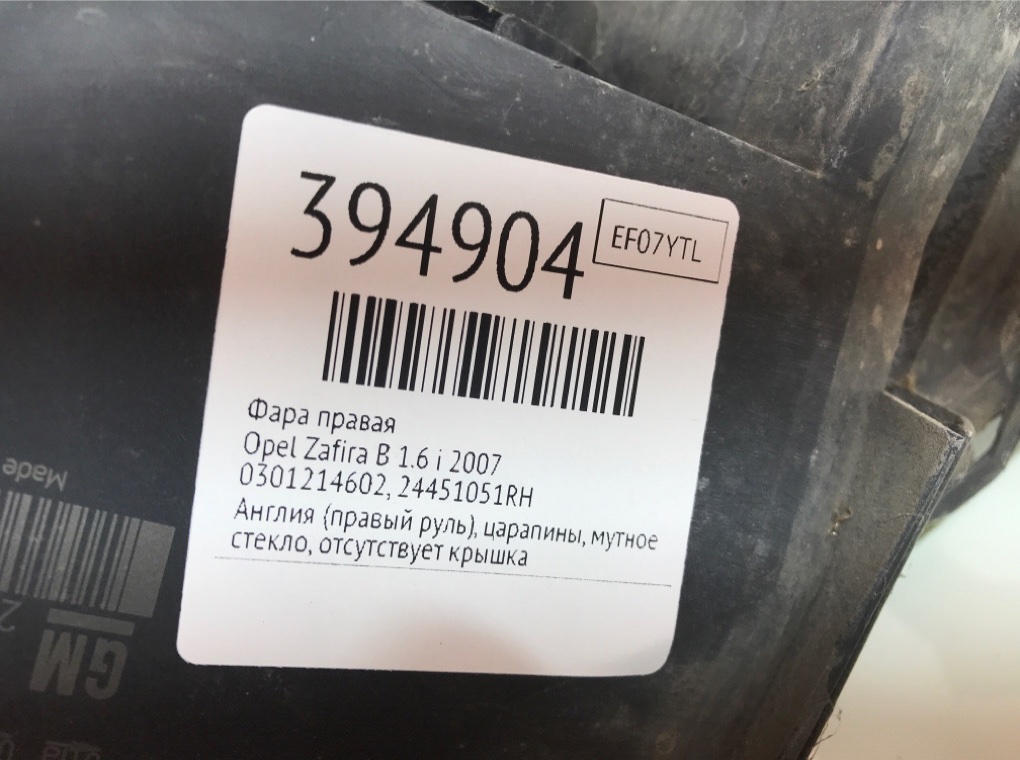 394904
EF07YTL
Фара правая
Opel Zafira B 1.6 i 2007
0301214602, 24451051RH
Англия (правый руль), царапины, мутное
стекло, отсутствует крышка
Made
2
GM